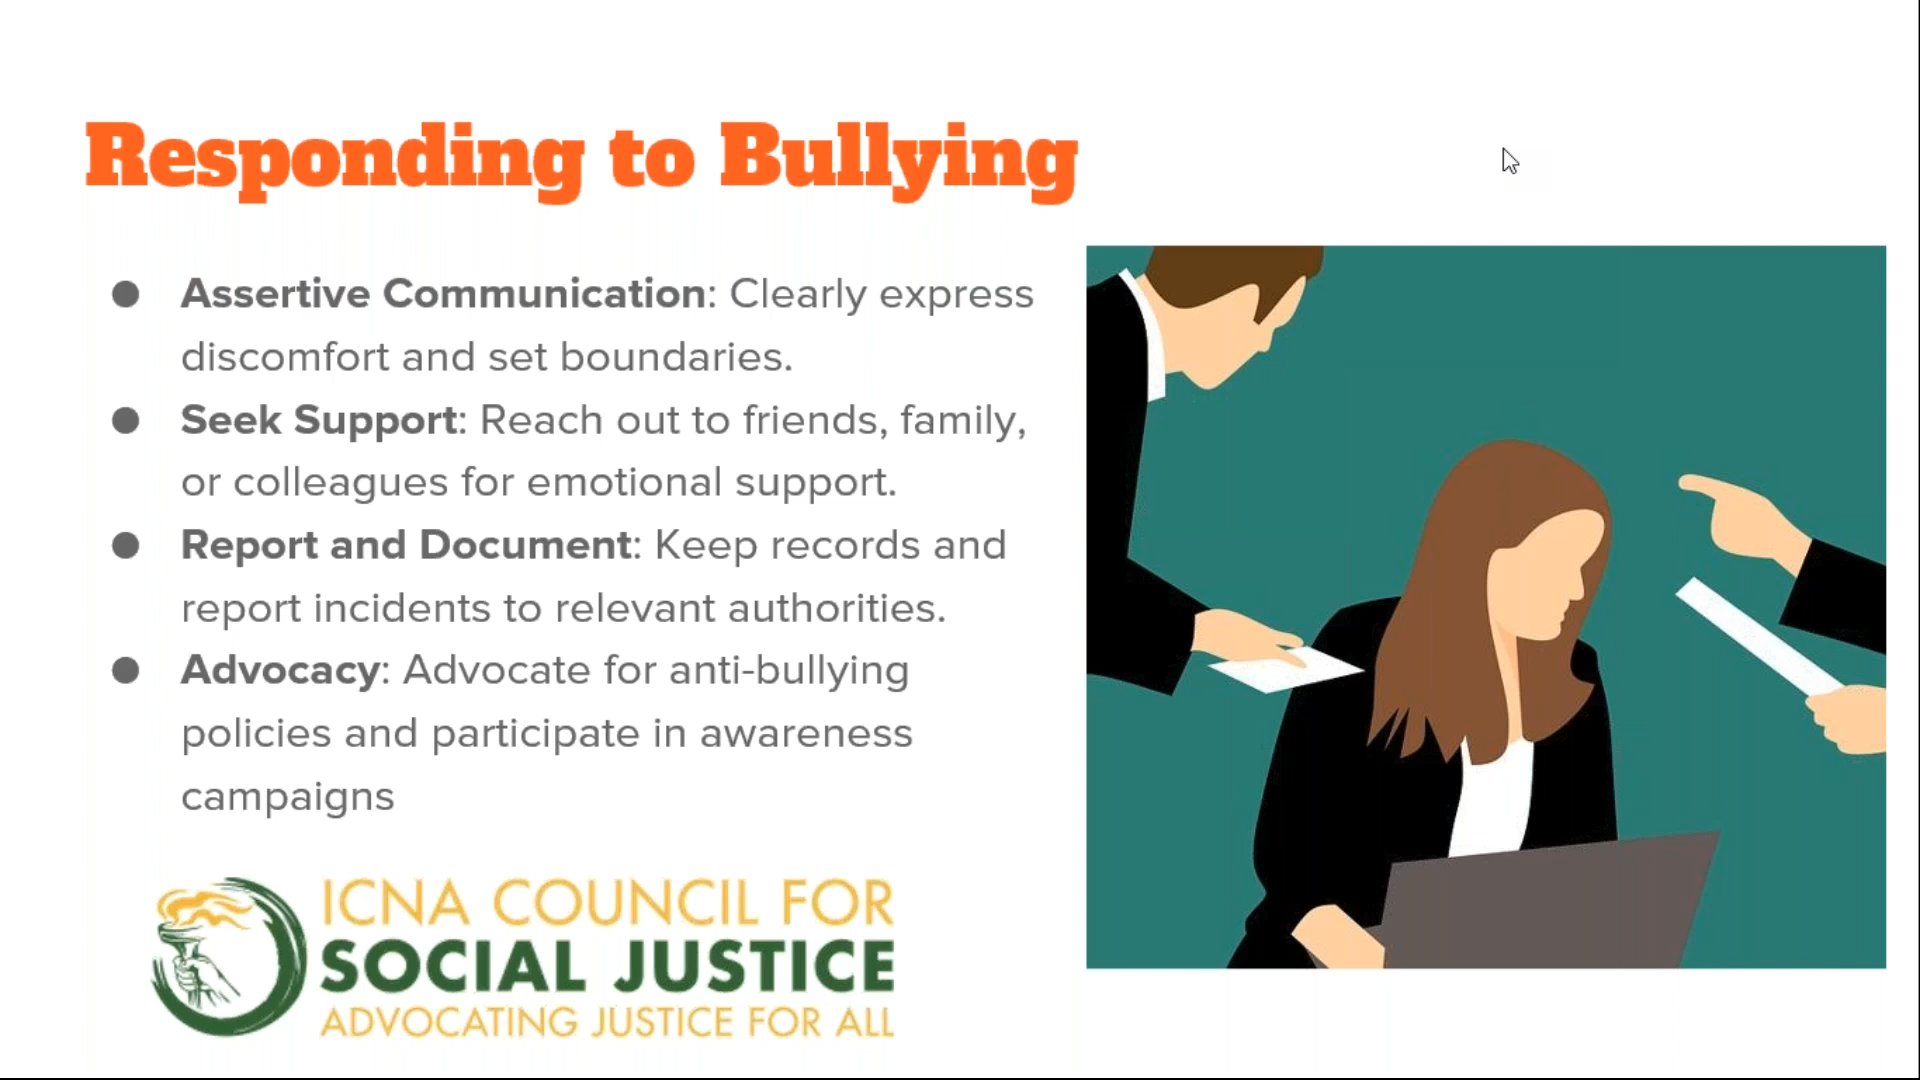 Responding to Bullying
● Assertive Communication: Clearly express
discomfort and set boundaries.
● Seek Support: Reach out to friends, family,
or colleagues for emotional support.
● Report and Document: Keep records and
report incidents to relevant authorities.
● Advocacy: Advocate for anti-bullying
policies and participate in awareness
campaigns
ICNA COUNCIL FOR
SOCIAL JUSTICE
ADVOCATING JUSTICE FOR ALL